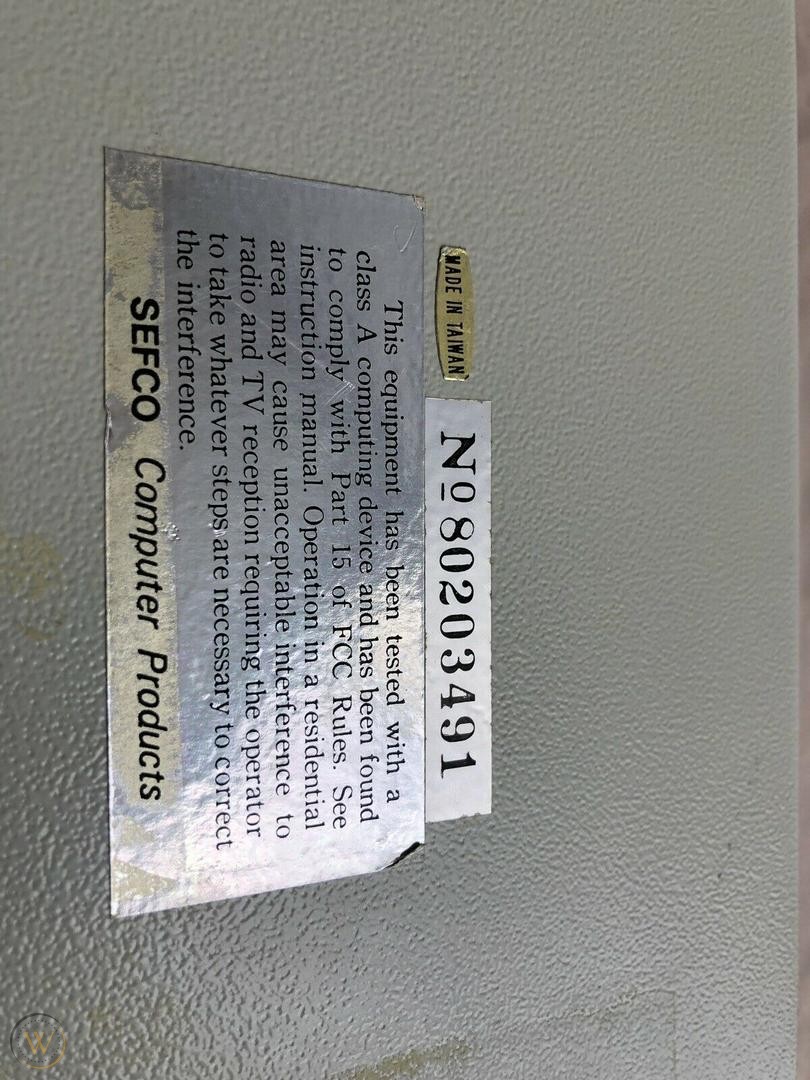 MADE IN TAIWAN
Nº80203491
This equipment has been tested with a
class A computing device and has been found
to comply with Part 15 of FCC Rules. See
instruction manual. Operation in a residential
area may cause unacceptable interference to
radio and TV reception requiring the operator
to take whatever steps are necessary to correct
the interference.
SEFCO Computer Products
W